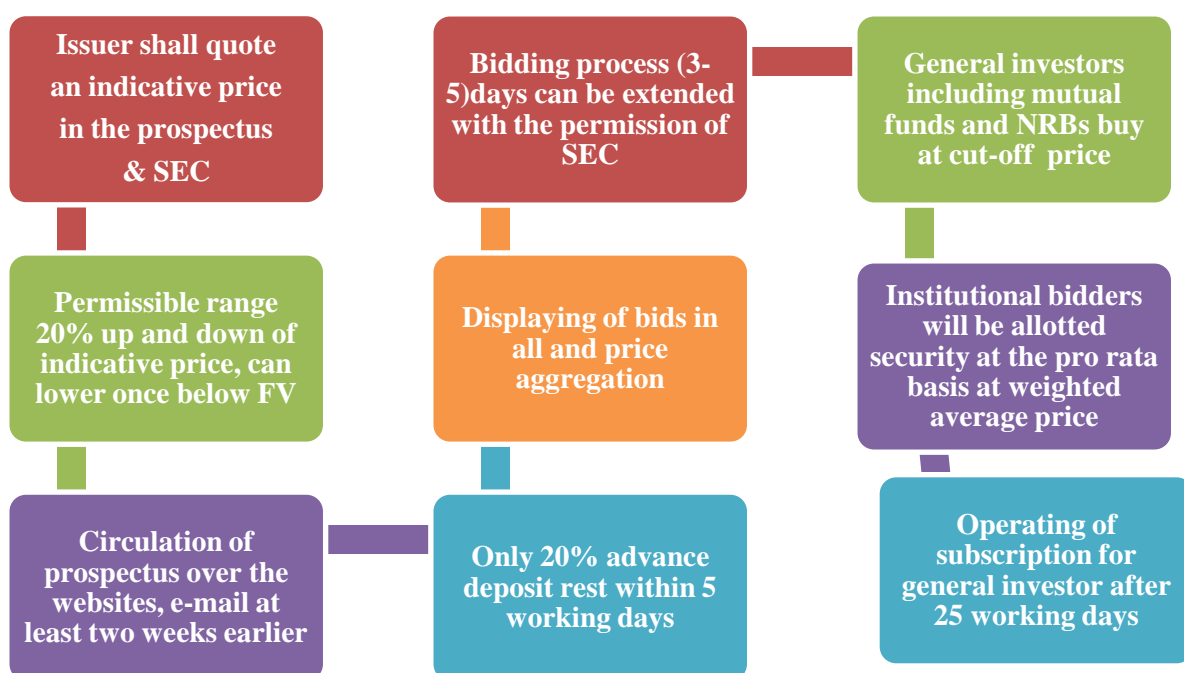 Issuer shall quote
an indicative price
in the prospectus
& SEC
Permissible range
20% up and down of
indicative price, can
lower once below FV
Circulation of
prospectus over the
websites, e-mail at
least two weeks earlier
Only 20% advance
deposit rest within 5
working days
Displaying of bids in
all and price
aggregation
Bidding process (3-
5)days can be extended
with the permission of
SEC
General investors
including mutual
funds and NRBs buy
at cut-off price
Institutional bidders
will be allotted
security at the pro rata
basis at weighted
average price
Operating of
subscription for
general investor after
25 working days